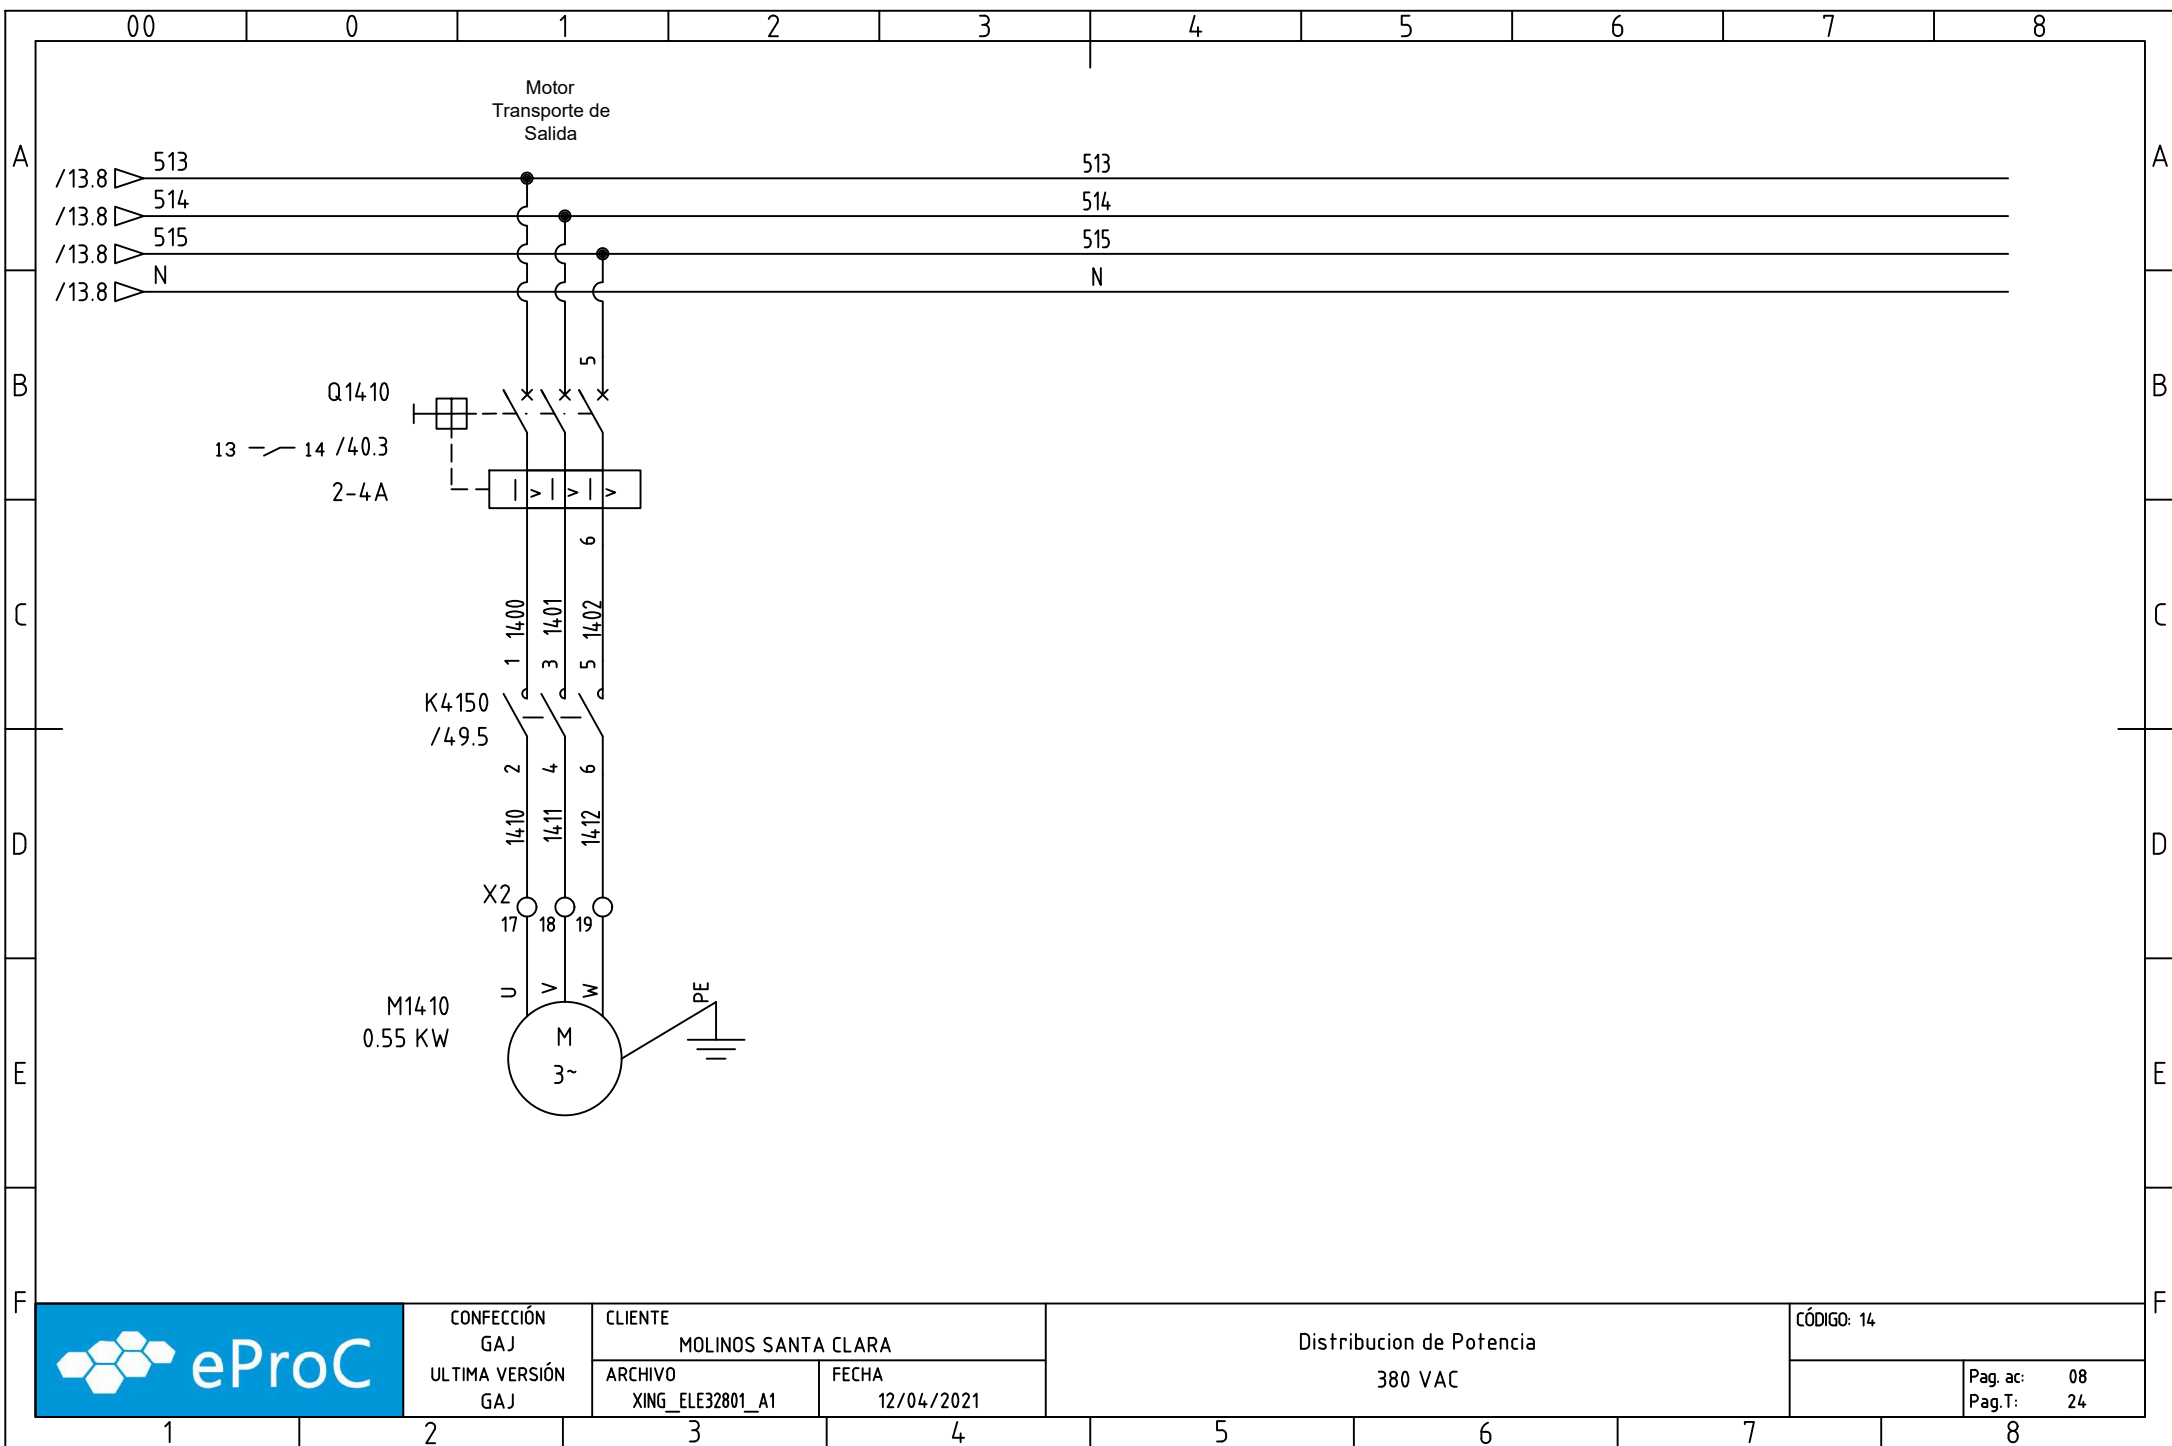 00 0 1 2 3 4 5 6 7 8
Motor
Transporte de
Salida
A A
/13.8 513 513
/13.8 514 514
/13.8 515 515
/13.8 N N
5
B B
Q1410
13 14 /40.3
2-4A
I > I > I >
6
C C
1400 1401 1402
1 3 5
K4150
/49.5
2 4 6
1410 1411 1412
D D
X2
17 18 19
U V W PE
M1410
0.55 KW
M
3~
E E
F F
eProC
CONFECCIÓN
GAJ
ULTIMA VERSIÓN
GAJ
CLIENTE
MOLINOS SANTA CLARA
ARCHIVO
XING_ELE32801_A1
FECHA
12/04/2021
Distribucion de Potencia
380 VAC
CÓDIGO: 14
Pag. ac: 08
Pag.T: 24
1 2 3 4 5 6 7 8